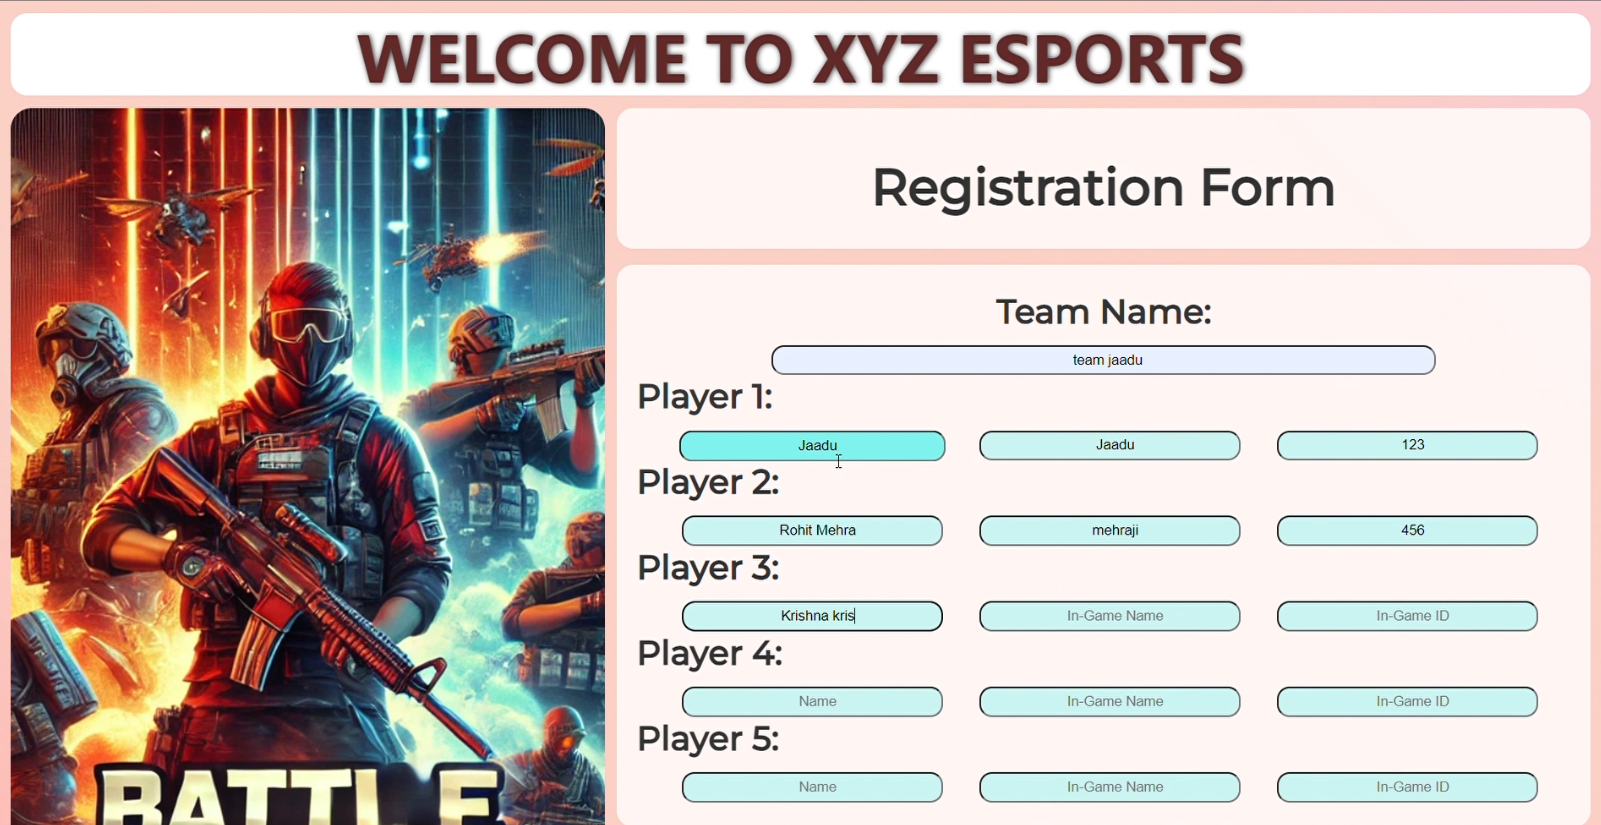 WELCOME TO XYZ ESPORTS
Registration Form
Team Name:
team jaadu
Player 1:
Jaadu Jaadu 123
Player 2:
Rohit Mehra mehraji 456
Player 3:
Krishna kris In-Game Name In-Game ID
Player 4:
Name In-Game Name In-Game ID
Player 5:
Name In-Game Name In-Game ID
BATTLE